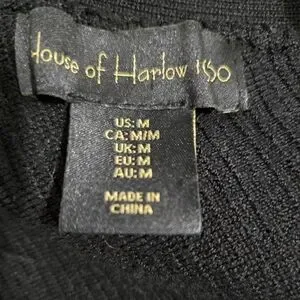 House of Harlow 1960
US: M
CA: M/M
UK: M
EU: M
AU: M
MADE IN
CHINA